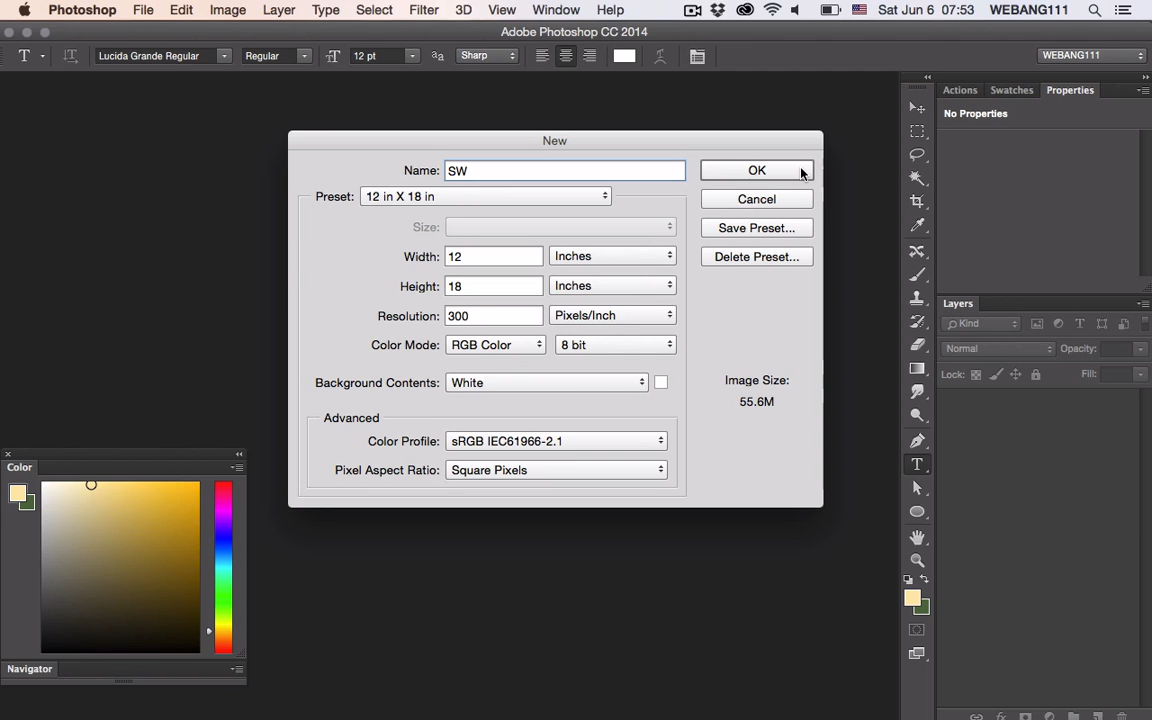 Photoshop File Edit Image Layer Type Select Filter 3D View Window Help Sat Jun 6 07:53 WEBANG111
Adobe Photoshop CC 2014
T Lucida Grande Regular Regular 12 pt aa Sharp WEBANG111
Actions Swatches Properties
No Properties
New
Name: SW OK
Preset: 12 in X 18 in Cancel
Size: Save Preset...
Width: 12 Inches Delete Preset...
Height: 18 Inches
Resolution: 300 Pixels/Inch
Color Mode: RGB Color 8 bit
Background Contents: White
Image Size:
55.6M
Advanced
Color Profile: sRGB IEC61966-2.1
Pixel Aspect Ratio: Square Pixels
Layers
Kind
Normal Opacity:
Lock: Fill:
Color
Navigator